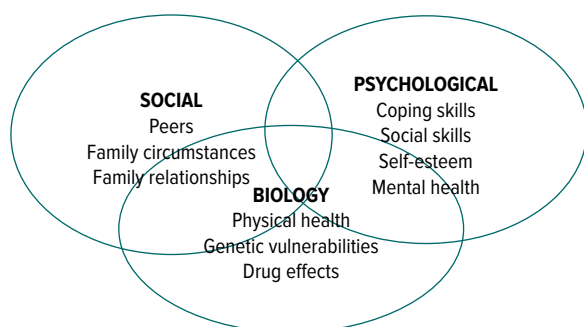 SOCIAL
Peers
Family circumstances
Family relationships
PSYCHOLOGICAL
Coping skills
Social skills
Self-esteem
Mental health
BIOLOGY
Physical health
Genetic vulnerabilities
Drug effects